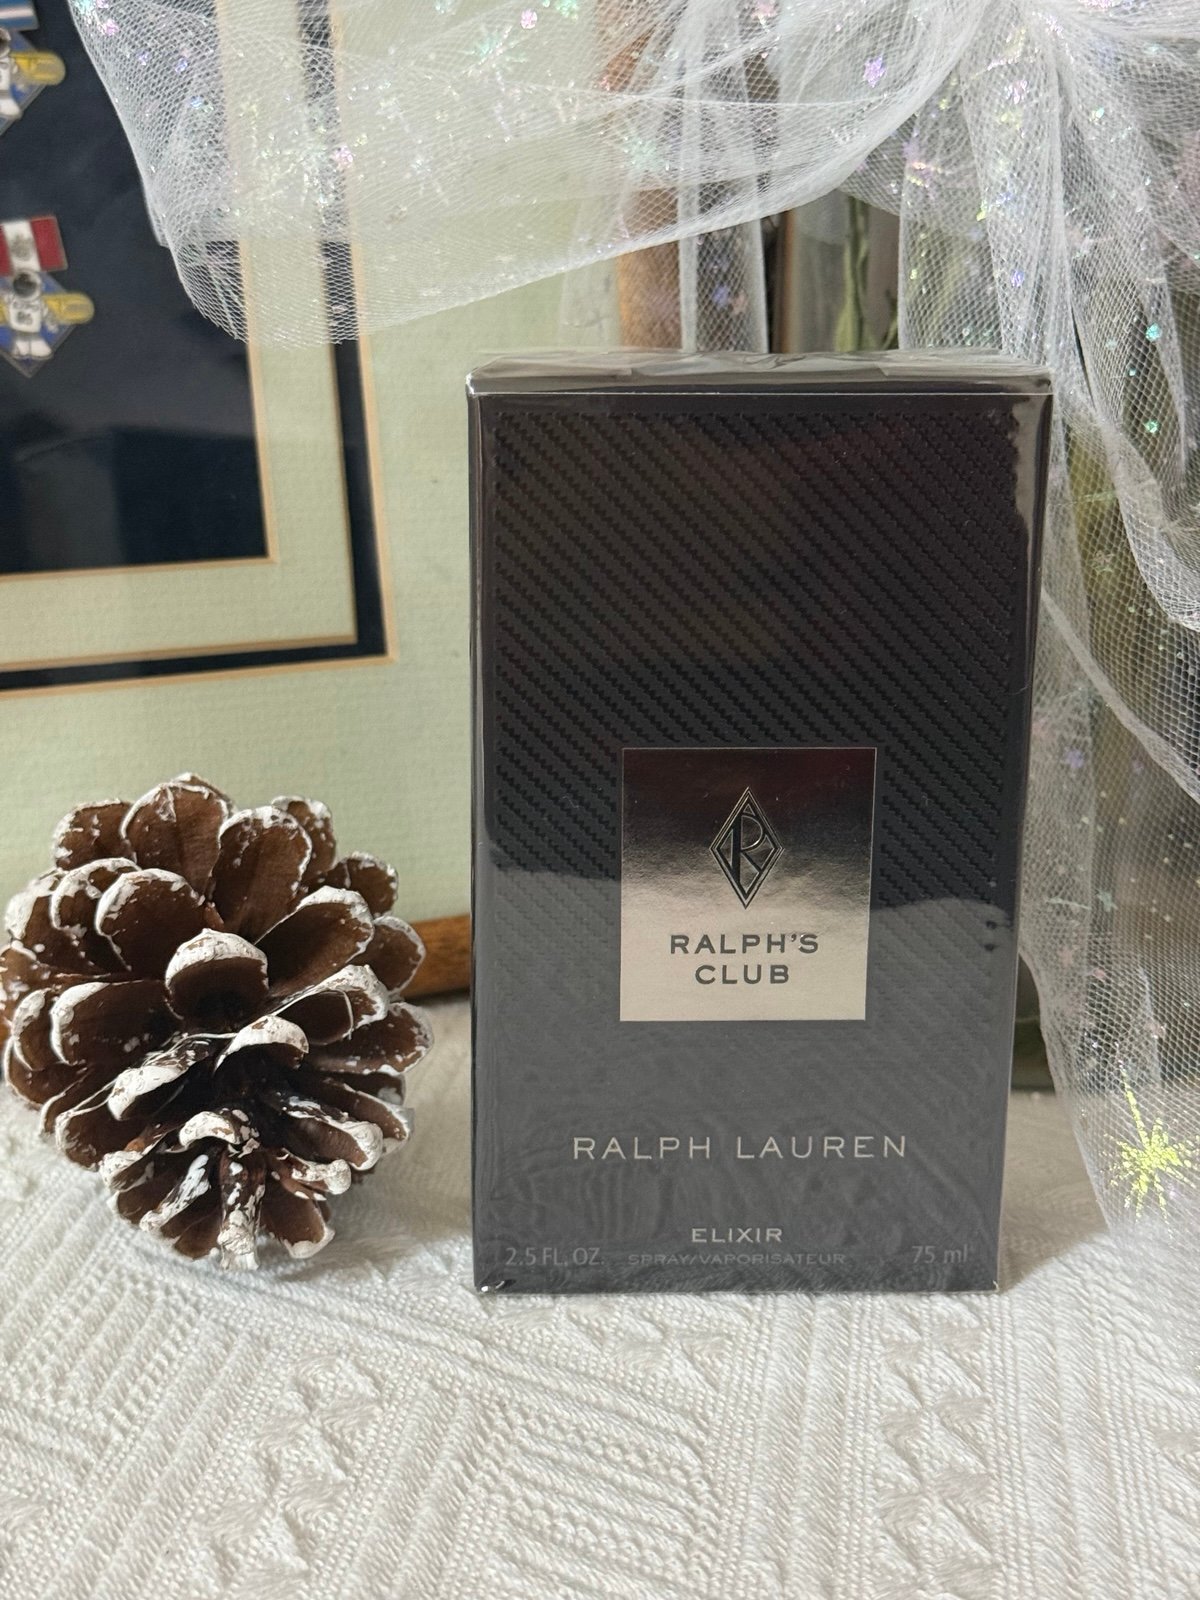 RALPH'S
CLUB
RALPH LAUREN
ELIXIR
2.5 FL. OZ. SPRAY/VAPORISATEUR 75 ml